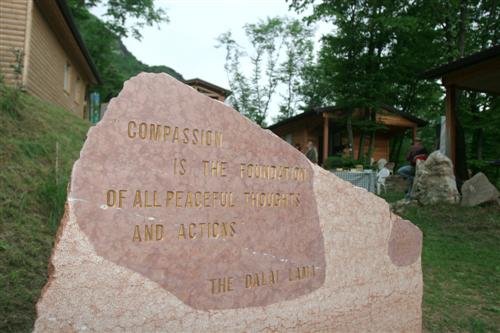 COMPASSION
IS THE FOUNDATION
OF ALL PEACEFUL THOUGHTS
AND ACTIONS
THE DALAI LAMA